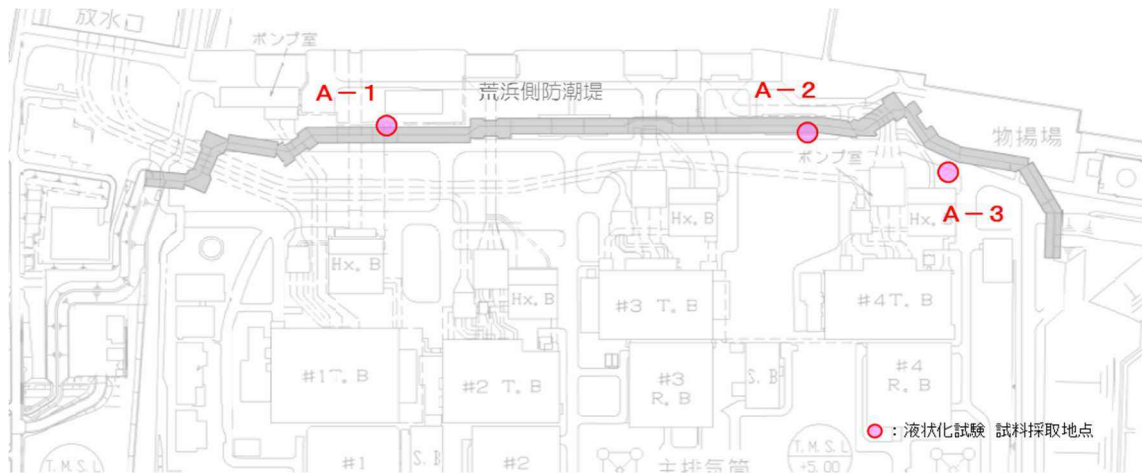 放水口
ポンプ室
A-1
荒浜側防潮堤
A-2
物揚場
ポンプ室
A-3
Hx. B
Hx. B
Hx. B
Hx. B
#1T. B
#2 T. B
#3 T. B
#4T. B
#3
R. B
S. B
#4
R. B
:液状化試験 試料採取地点
#1
S. B
#2
主排気筒
T. M. S. L
+5.00
T. M. S. L